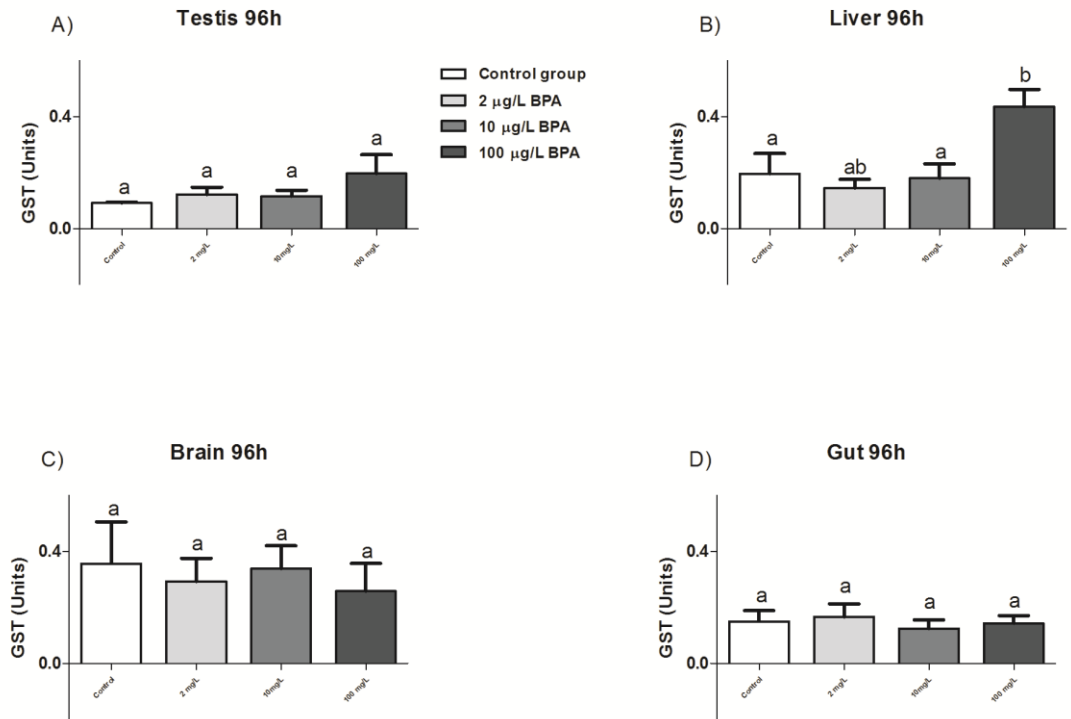 A)
Testis 96h
GST (Units)
0.4
0.0
a
a
a
a
Control
2 mg/L
10mg/L
100 mg/L
Control group
2 µg/L BPA
10 µg/L BPA
100 µg/L BPA
B)
Liver 96h
GST (Units)
0.4
0.0
a
ab
a
b
Control
2 mg/L
10mg/L
100 mg/L
C)
Brain 96h
GST (Units)
0.4
0.0
a
a
a
a
Control
2 mg/L
10mg/L
100 mg/L
D)
Gut 96h
GST (Units)
0.4
0.0
a
a
a
a
Control
2 mg/L
10mg/L
100 mg/L